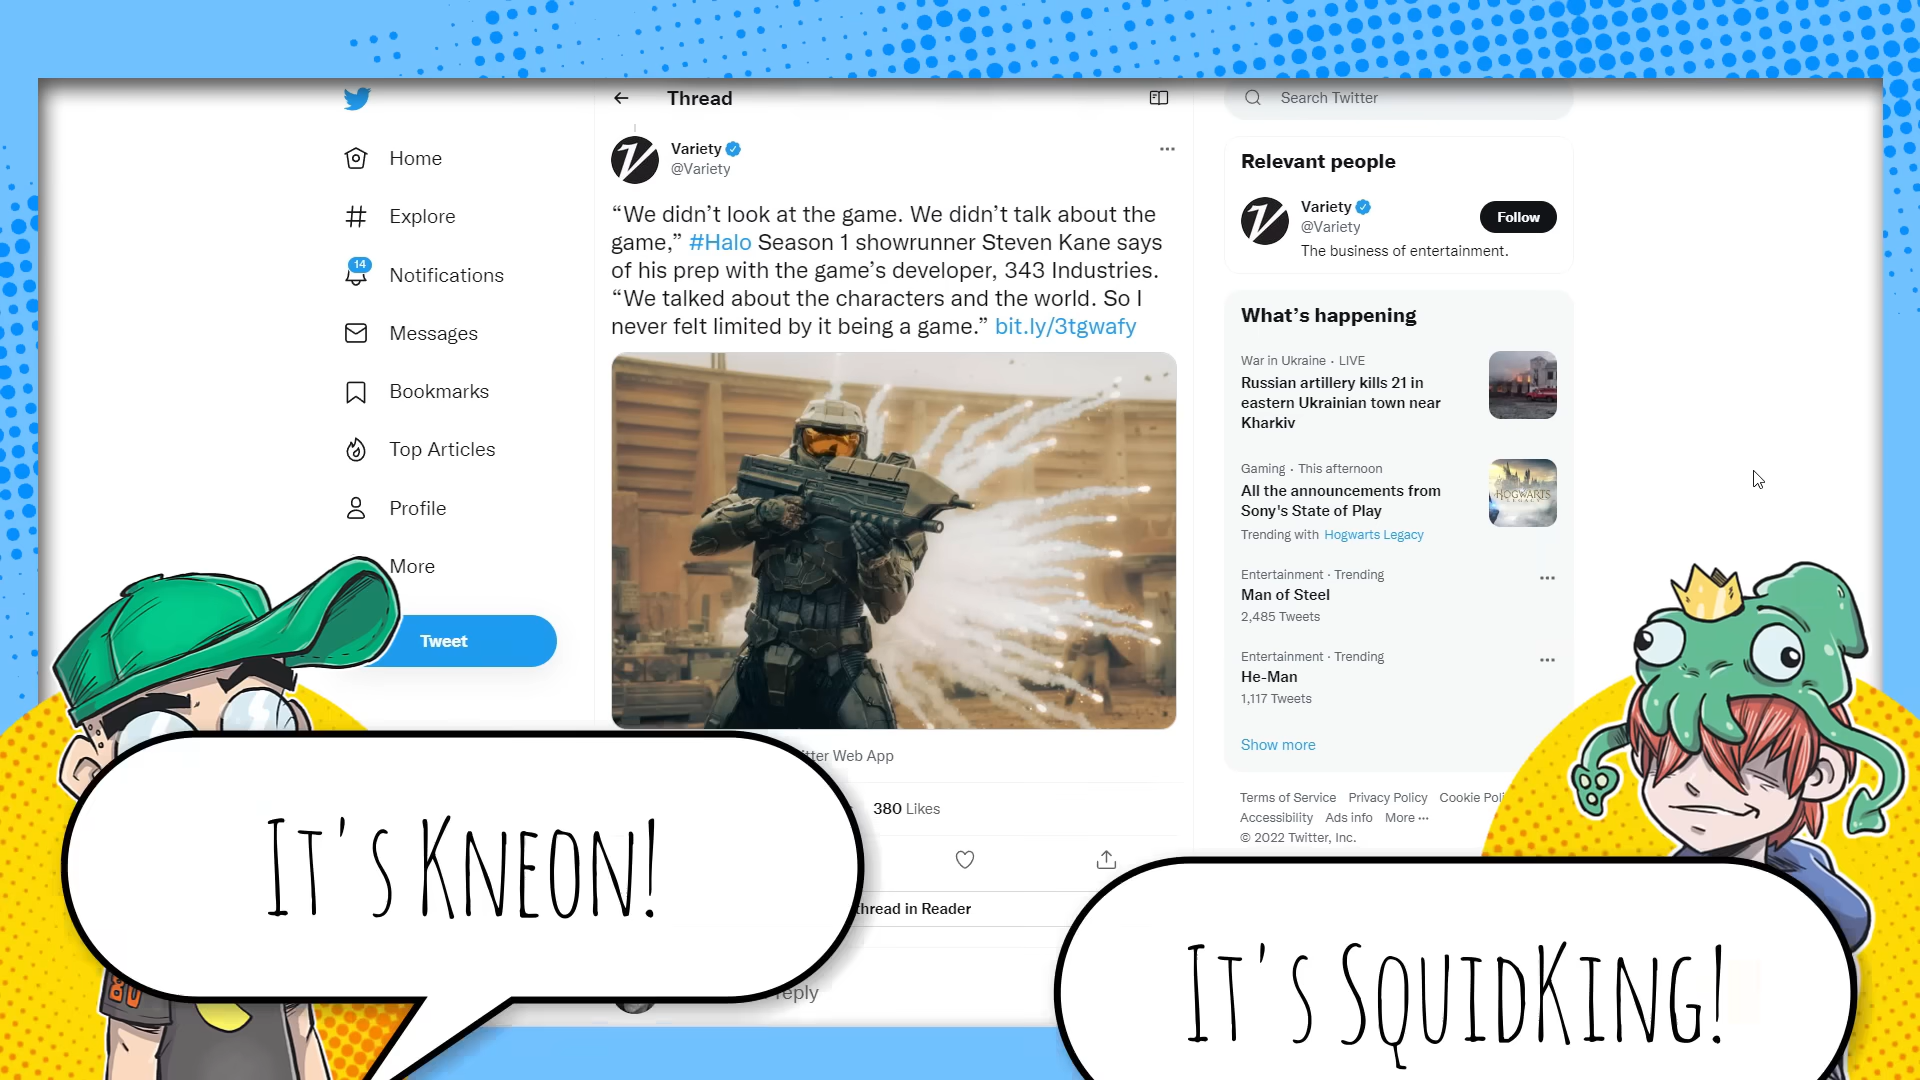 Thread
Search Twitter
Home
Explore
14
Notifications
Messages
Bookmarks
Top Articles
Profile
More
Tweet
Variety
@Variety
“We didn’t look at the game. We didn’t talk about the
game,” #Halo Season 1 showrunner Steven Kane says
of his prep with the game’s developer, 343 Industries.
“We talked about the characters and the world. So I
never felt limited by it being a game.” bit.ly/3tgwafy
tter Web App
380 Likes
thread in Reader
reply
Relevant people
Variety
@Variety
Follow
The business of entertainment.
What’s happening
War in Ukraine · LIVE
Russian artillery kills 21 in
eastern Ukrainian town near
Kharkiv
Gaming · This afternoon
All the announcements from
Sony's State of Play
HOGWARTS
Trending with Hogwarts Legacy
Entertainment · Trending
Man of Steel
2,485 Tweets
Entertainment · Trending
He-Man
1,117 Tweets
Show more
Terms of Service Privacy Policy Cookie Poli
Accessibility Ads info More ···
© 2022 Twitter, Inc.
80
It's Kneon!
It's SquidKing!